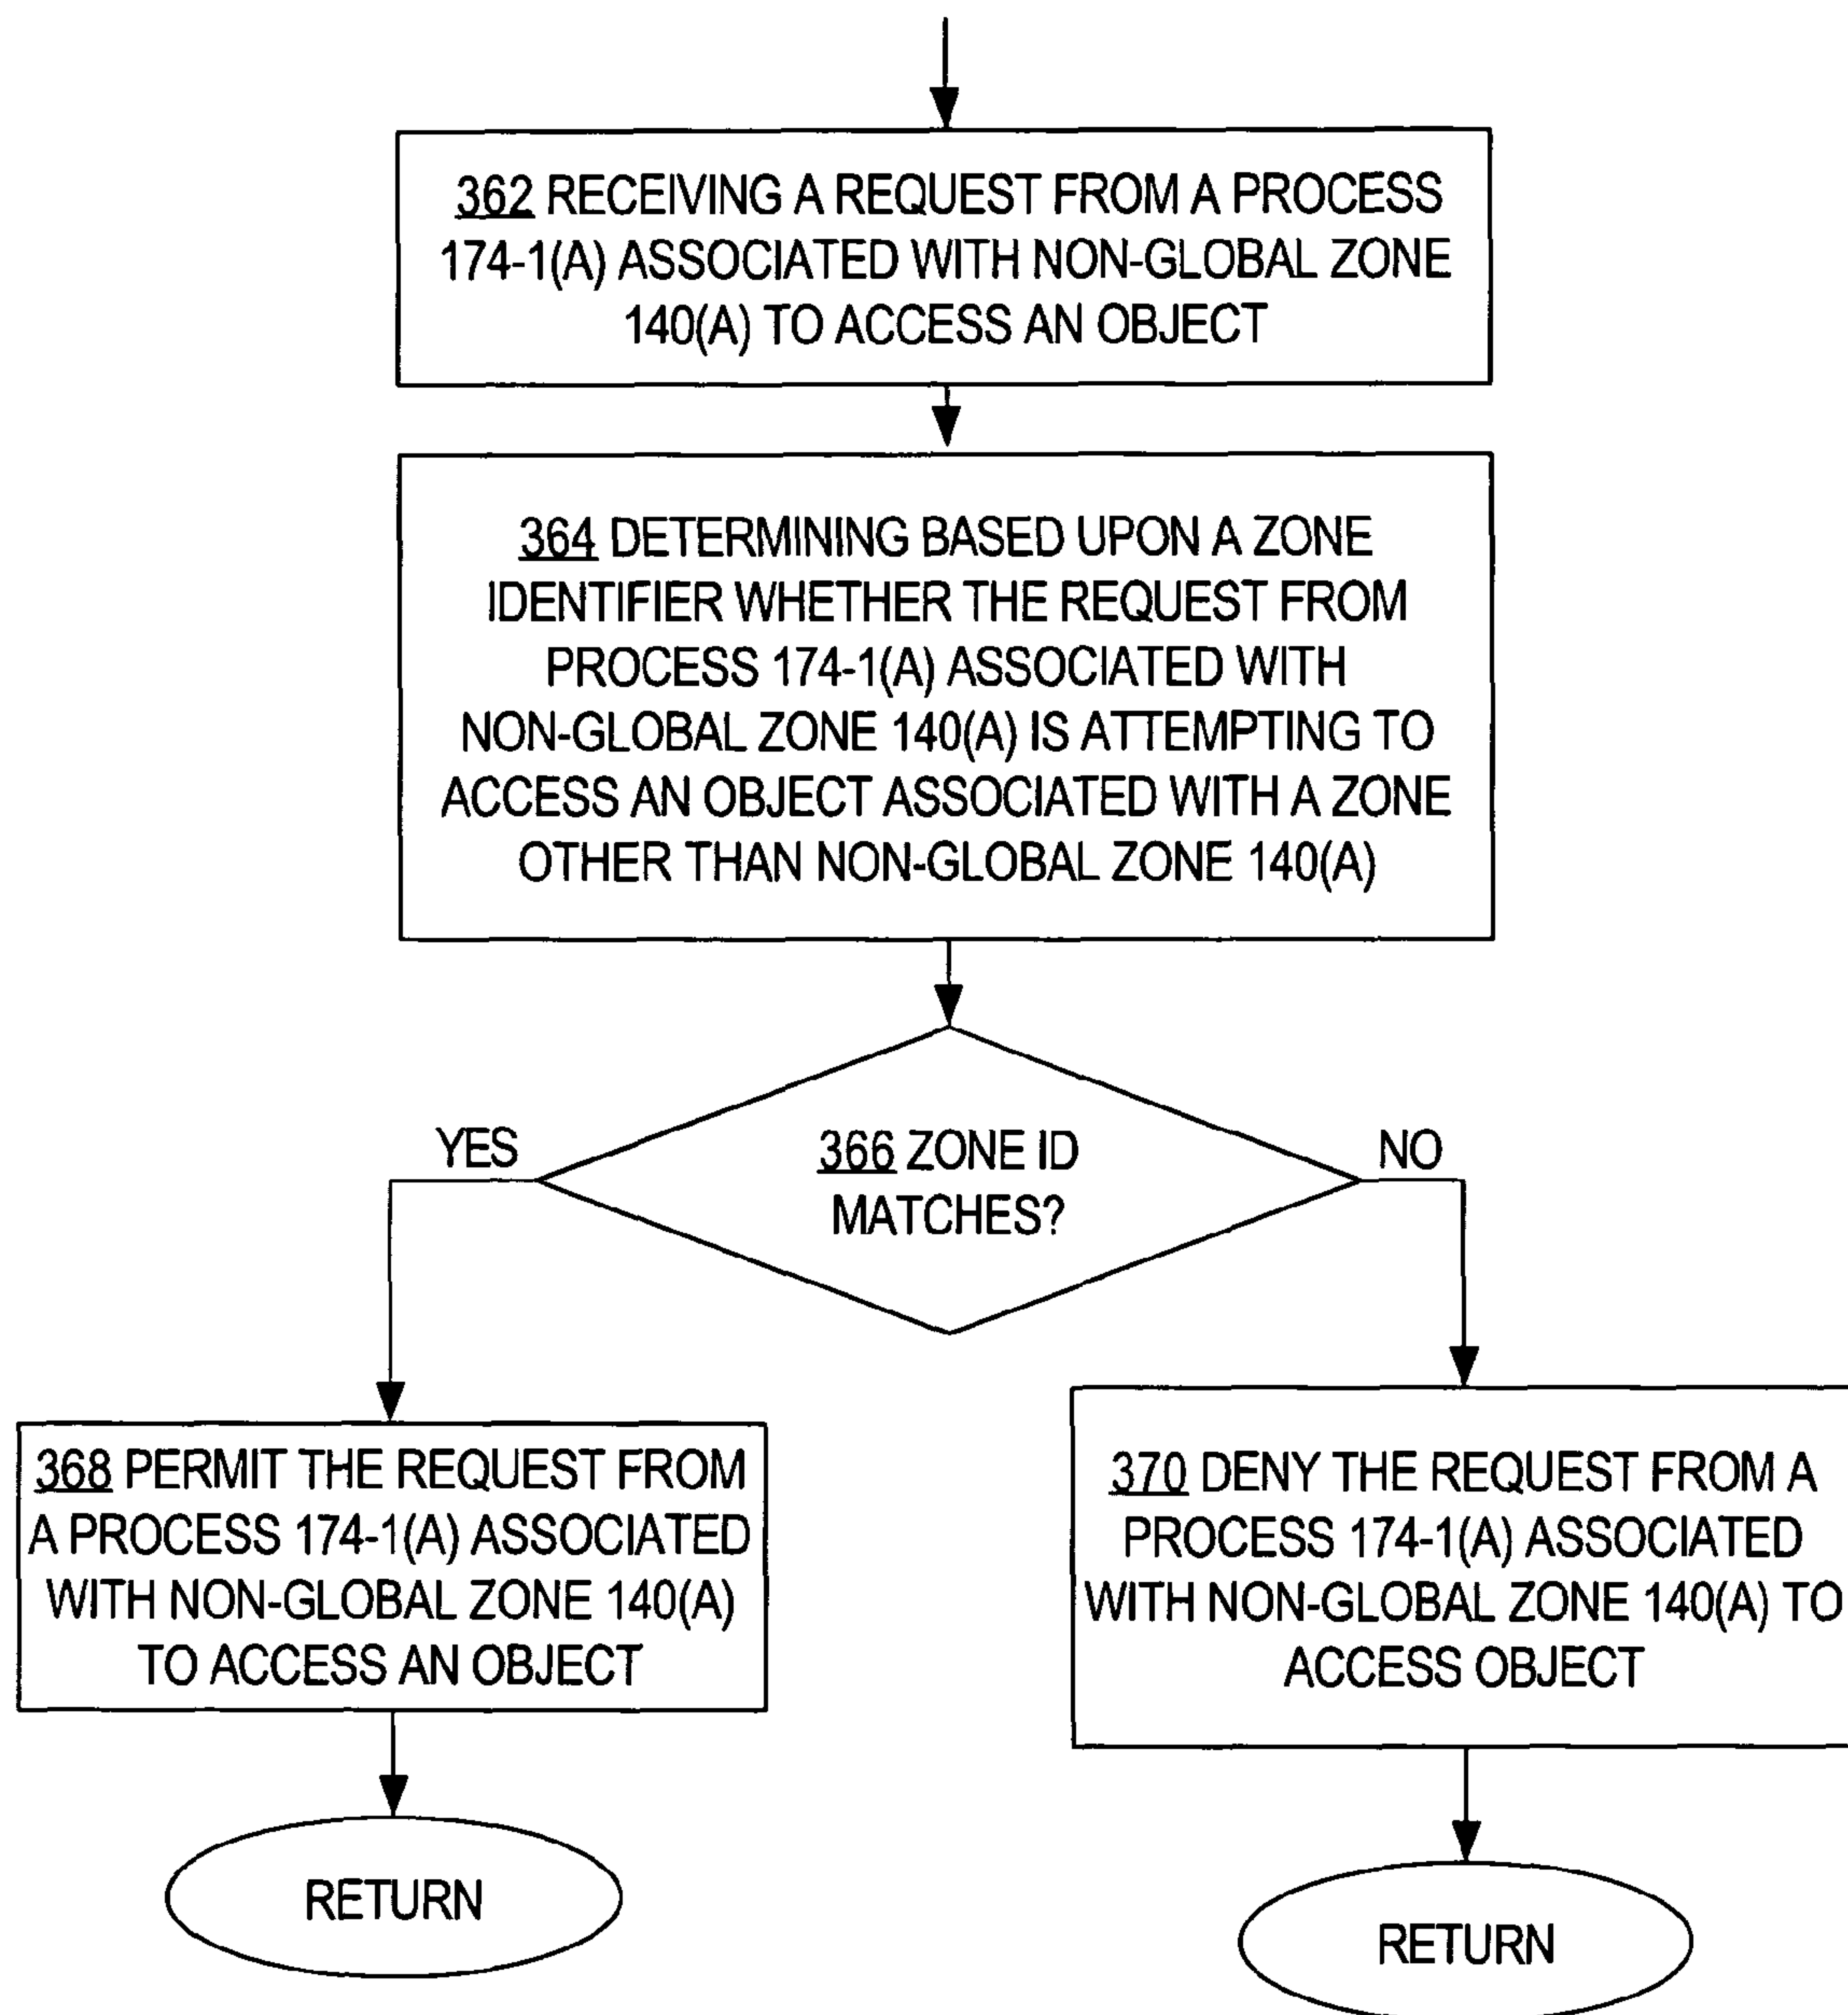 362 RECEIVING A REQUEST FROM A PROCESS
174-1(A) ASSOCIATED WITH NON-GLOBAL ZONE
140(A) TO ACCESS AN OBJECT
364 DETERMINING BASED UPON A ZONE
IDENTIFIER WHETHER THE REQUEST FROM
PROCESS 174-1(A) ASSOCIATED WITH
NON-GLOBAL ZONE 140(A) IS ATTEMPTING TO
ACCESS AN OBJECT ASSOCIATED WITH A ZONE
OTHER THAN NON-GLOBAL ZONE 140(A)
YES
366 ZONE ID
MATCHES?
NO
368 PERMIT THE REQUEST FROM
A PROCESS 174-1(A) ASSOCIATED
WITH NON-GLOBAL ZONE 140(A)
TO ACCESS AN OBJECT
370 DENY THE REQUEST FROM A
PROCESS 174-1(A) ASSOCIATED
WITH NON-GLOBAL ZONE 140(A) TO
ACCESS OBJECT
RETURN
RETURN